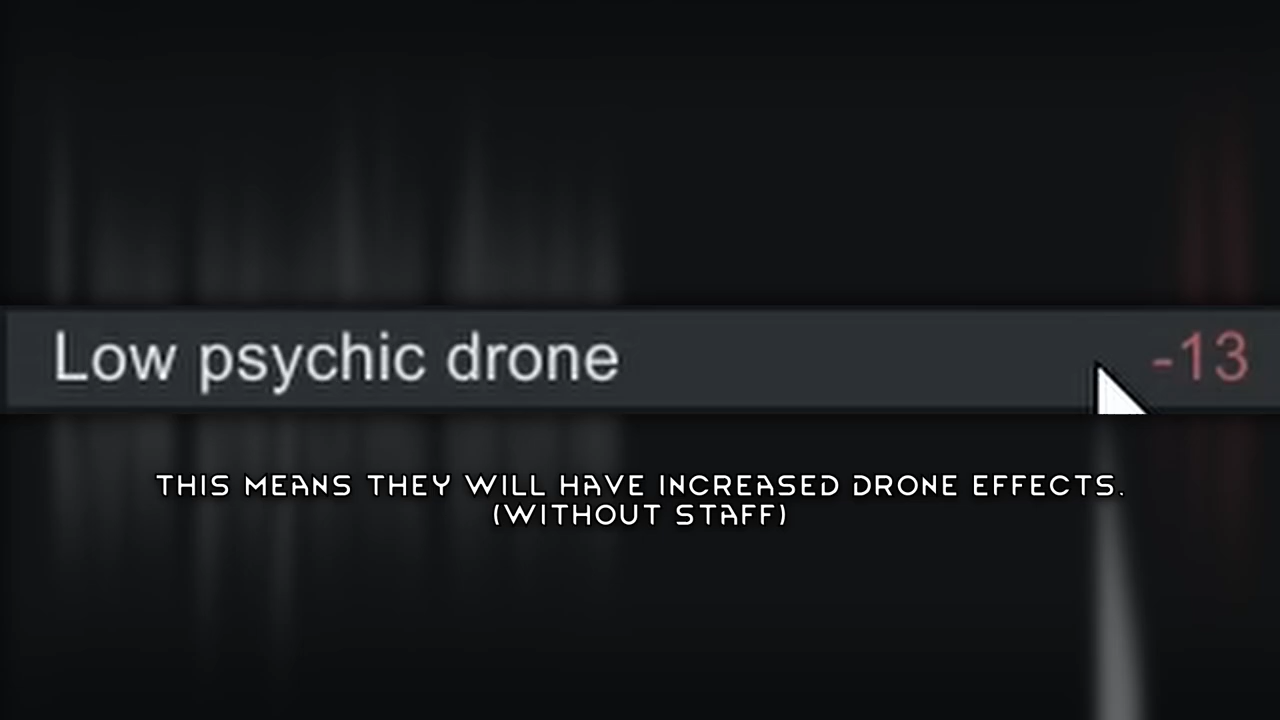 Low psychic drone -13
THIS MEANS THEY WILL HAVE INCREASED DRONE EFFECTS.
(WITHOUT STAFF)